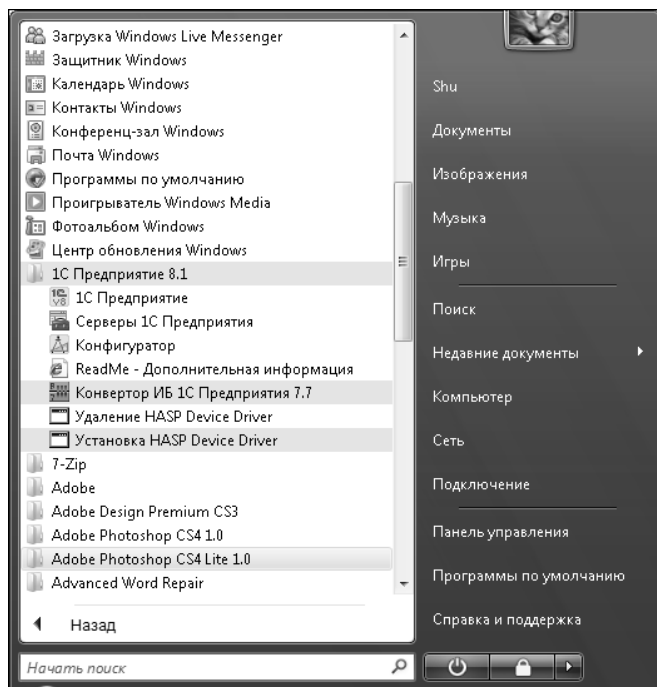 Загрузка Windows Live Messenger
Защитник Windows
Календарь Windows
Контакты Windows
Конференц-зал Windows
Почта Windows
Программы по умолчанию
Проигрыватель Windows Media
Фотоальбом Windows
Центр обновления Windows
1С Предприятие 8.1
1С Предприятие
Серверы 1С Предприятия
Конфигуратор
ReadMe - Дополнительная информация
Конвертор ИБ 1С Предприятия 7.7
Удаление HASP Device Driver
Установка HASP Device Driver
7-Zip
Adobe
Adobe Design Premium CS3
Adobe Photoshop CS4 1.0
Adobe Photoshop CS4 Lite 1.0
Advanced Word Repair
Назад
Начать поиск
Shu
Документы
Изображения
Музыка
Игры
Поиск
Недавние документы
Компьютер
Сеть
Подключение
Панель управления
Программы по умолчанию
Справка и поддержка